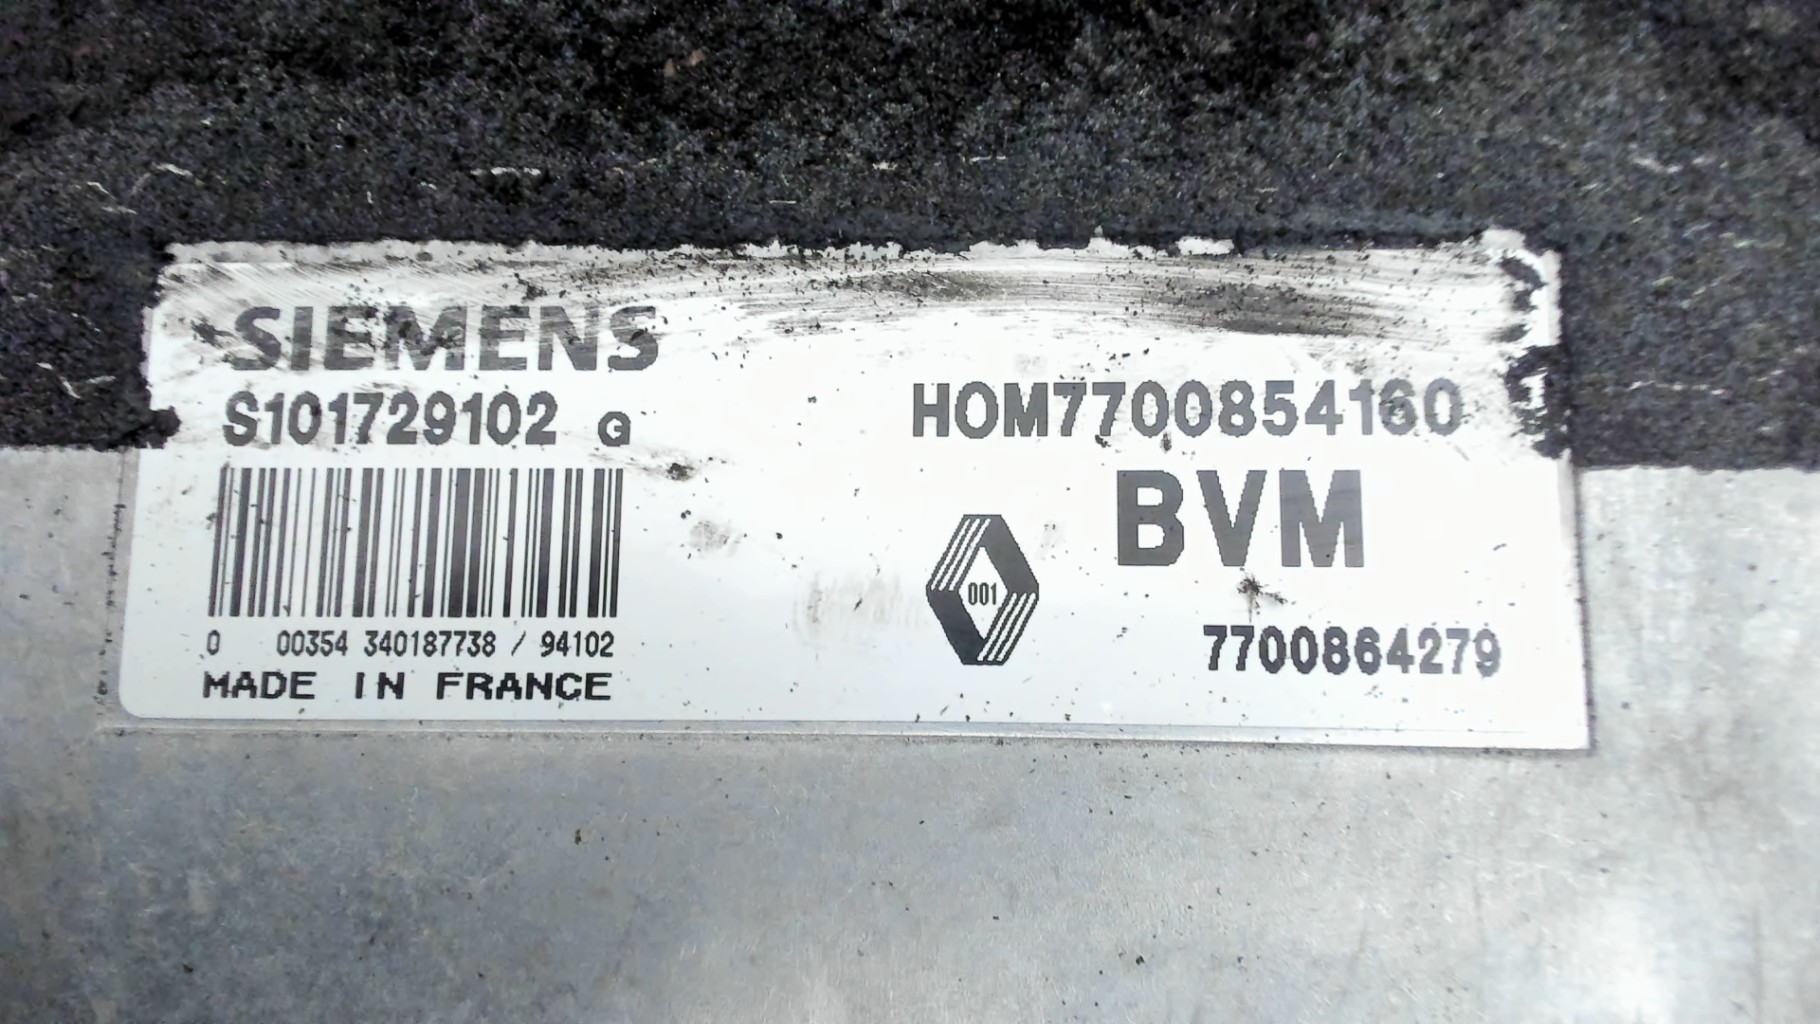 SIEMENS
S101729102 G
HOM7700854160
BVM
001
0 00354 340187738 / 94102
7700864279
MADE IN FRANCE